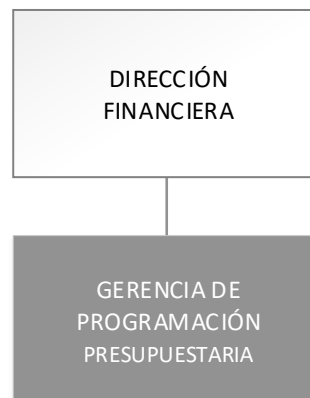 DIRECCIÓN
FINANCIERA
GERENCIA DE
PROGRAMACIÓN
PRESUPUESTARIA